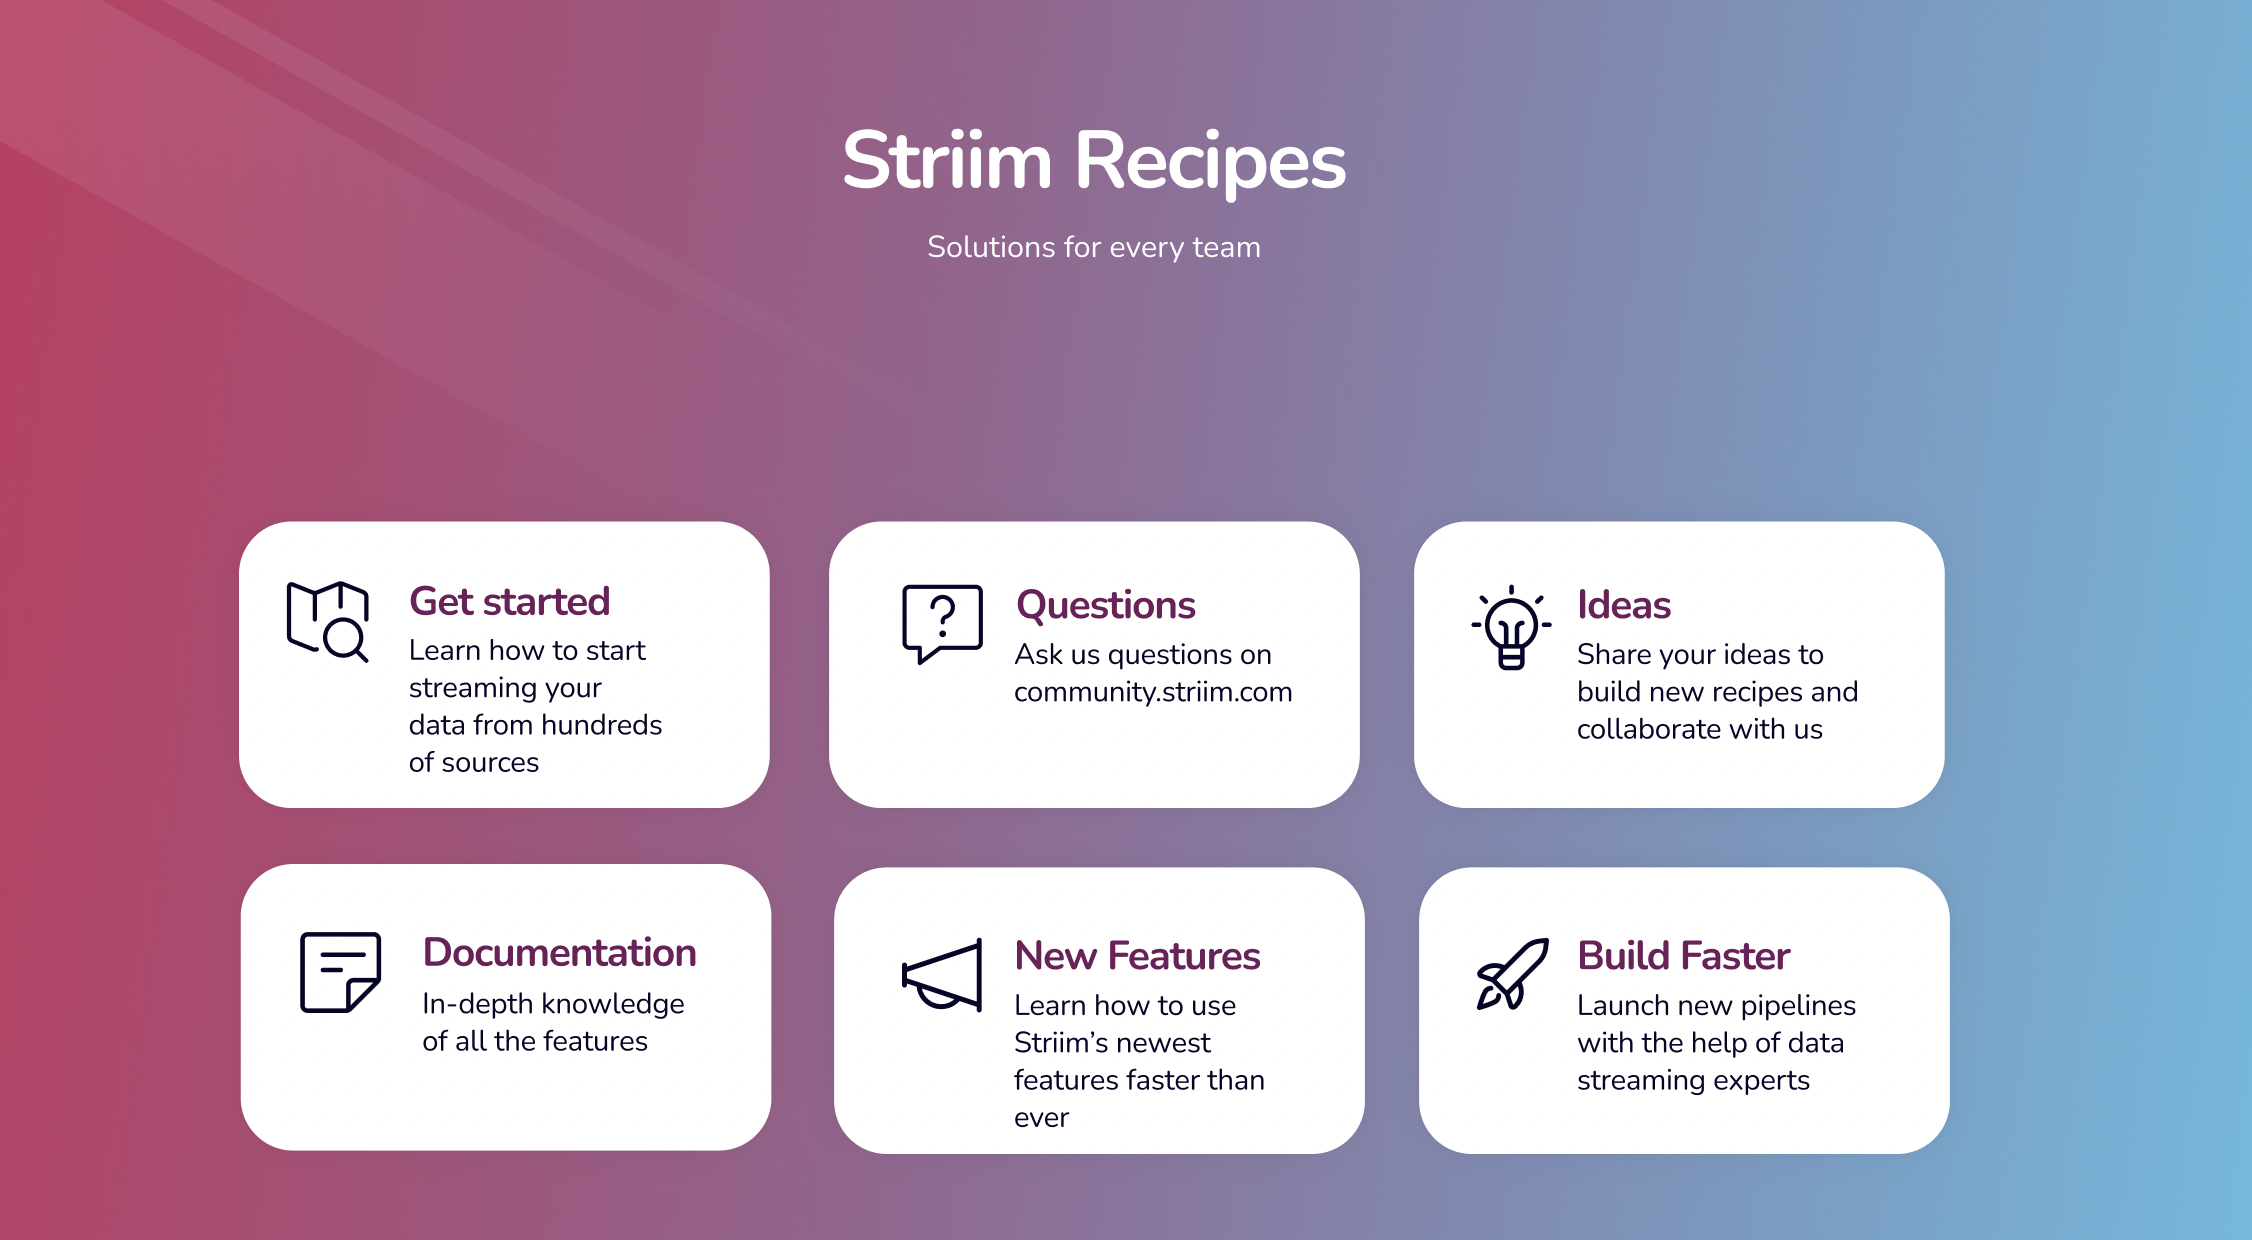 Striim Recipes
Solutions for every team
Get started
Learn how to start
streaming your
data from hundreds
of sources
Questions
Ask us questions on
community.striim.com
Ideas
Share your ideas to
build new recipes and
collaborate with us
Documentation
In-depth knowledge
of all the features
New Features
Learn how to use
Striim’s newest
features faster than
ever
Build Faster
Launch new pipelines
with the help of data
streaming experts